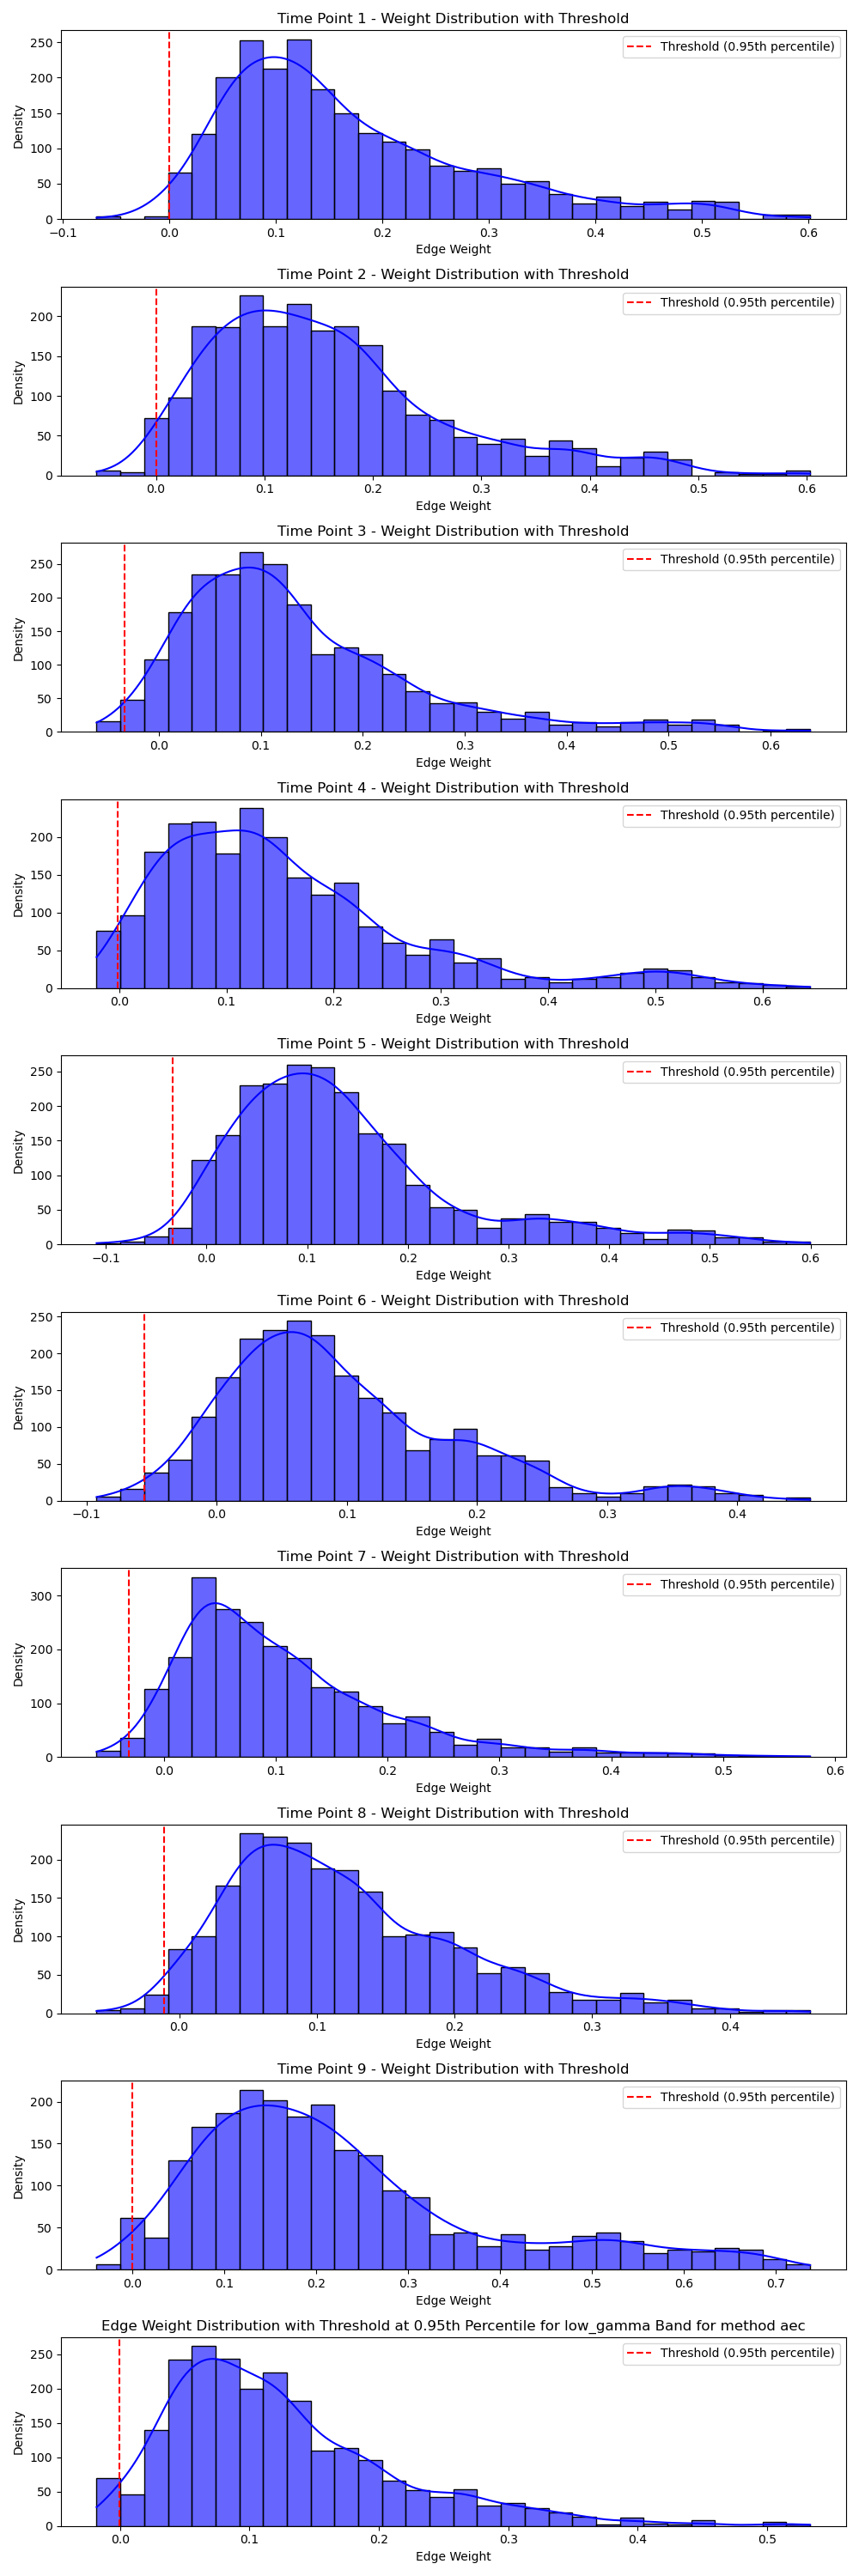 Time Point 1 - Weight Distribution with Threshold
Threshold (0.95th percentile)
Density
250
200
150
100
50
0
−0.1 0.0 0.1 0.2 0.3 0.4 0.5 0.6
Edge Weight
Time Point 2 - Weight Distribution with Threshold
Threshold (0.95th percentile)
Density
200
150
100
50
0
0.0 0.1 0.2 0.3 0.4 0.5 0.6
Edge Weight
Time Point 3 - Weight Distribution with Threshold
Threshold (0.95th percentile)
Density
250
200
150
100
50
0
0.0 0.1 0.2 0.3 0.4 0.5 0.6
Edge Weight
Time Point 4 - Weight Distribution with Threshold
Threshold (0.95th percentile)
Density
200
150
100
50
0
0.0 0.1 0.2 0.3 0.4 0.5 0.6
Edge Weight
Time Point 5 - Weight Distribution with Threshold
Threshold (0.95th percentile)
Density
250
200
150
100
50
0
−0.1 0.0 0.1 0.2 0.3 0.4 0.5 0.6
Edge Weight
Time Point 6 - Weight Distribution with Threshold
Threshold (0.95th percentile)
Density
250
200
150
100
50
0
−0.1 0.0 0.1 0.2 0.3 0.4
Edge Weight
Time Point 7 - Weight Distribution with Threshold
Threshold (0.95th percentile)
Density
300
200
100
0
0.0 0.1 0.2 0.3 0.4 0.5 0.6
Edge Weight
Time Point 8 - Weight Distribution with Threshold
Threshold (0.95th percentile)
Density
200
150
100
50
0
0.0 0.1 0.2 0.3 0.4
Edge Weight
Time Point 9 - Weight Distribution with Threshold
Threshold (0.95th percentile)
Density
200
150
100
50
0
0.0 0.1 0.2 0.3 0.4 0.5 0.6 0.7
Edge Weight
Edge Weight Distribution with Threshold at 0.95th Percentile for low_gamma Band for method aec
Threshold (0.95th percentile)
Density
250
200
150
100
50
0
0.0 0.1 0.2 0.3 0.4 0.5
Edge Weight